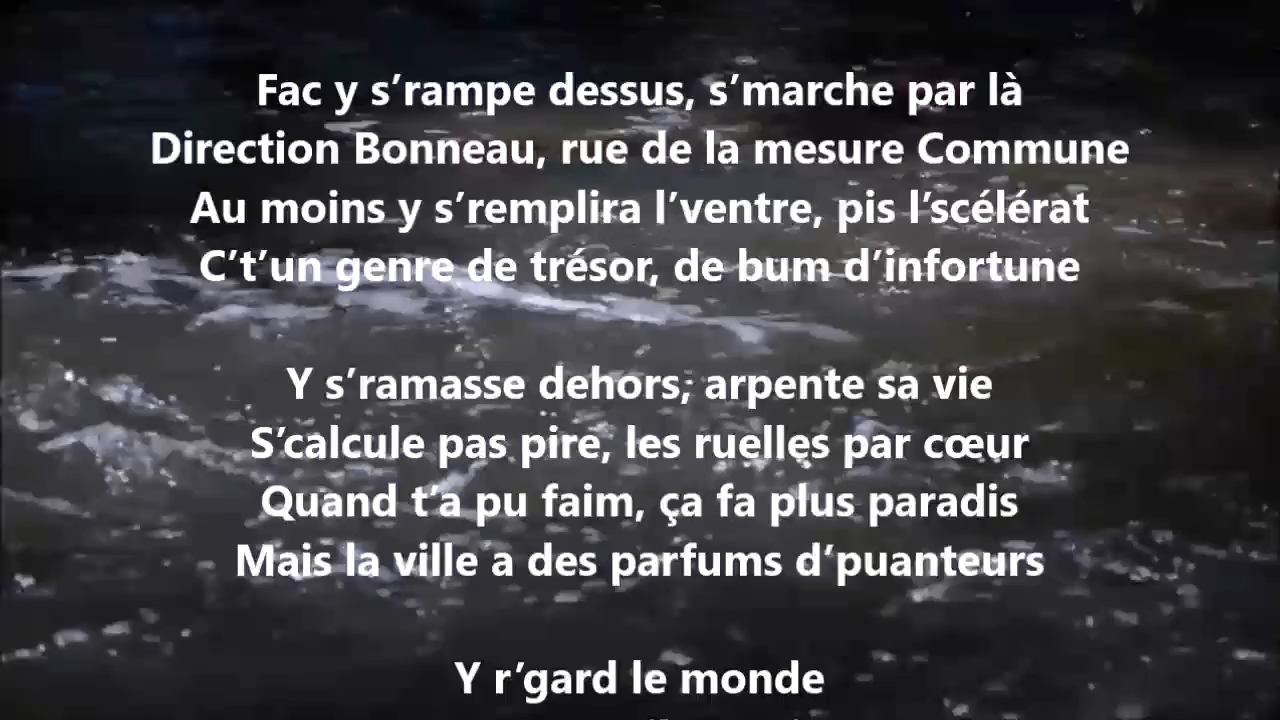 Fac y s’rampe dessus, s’marche par là
Direction Bonneau, rue de la mesure Commune
Au moins y s’remplira l’ventre, pis l’scélérat
C’t’un genre de trésor, de bum d’infortune
Y s’ramasse dehors, arpente sa vie
S’calcule pas pire, les ruelles par cœur
Quand t’a pu faim, ça fa plus paradis
Mais la ville a des parfums d’puanteurs
Y r’gard le monde